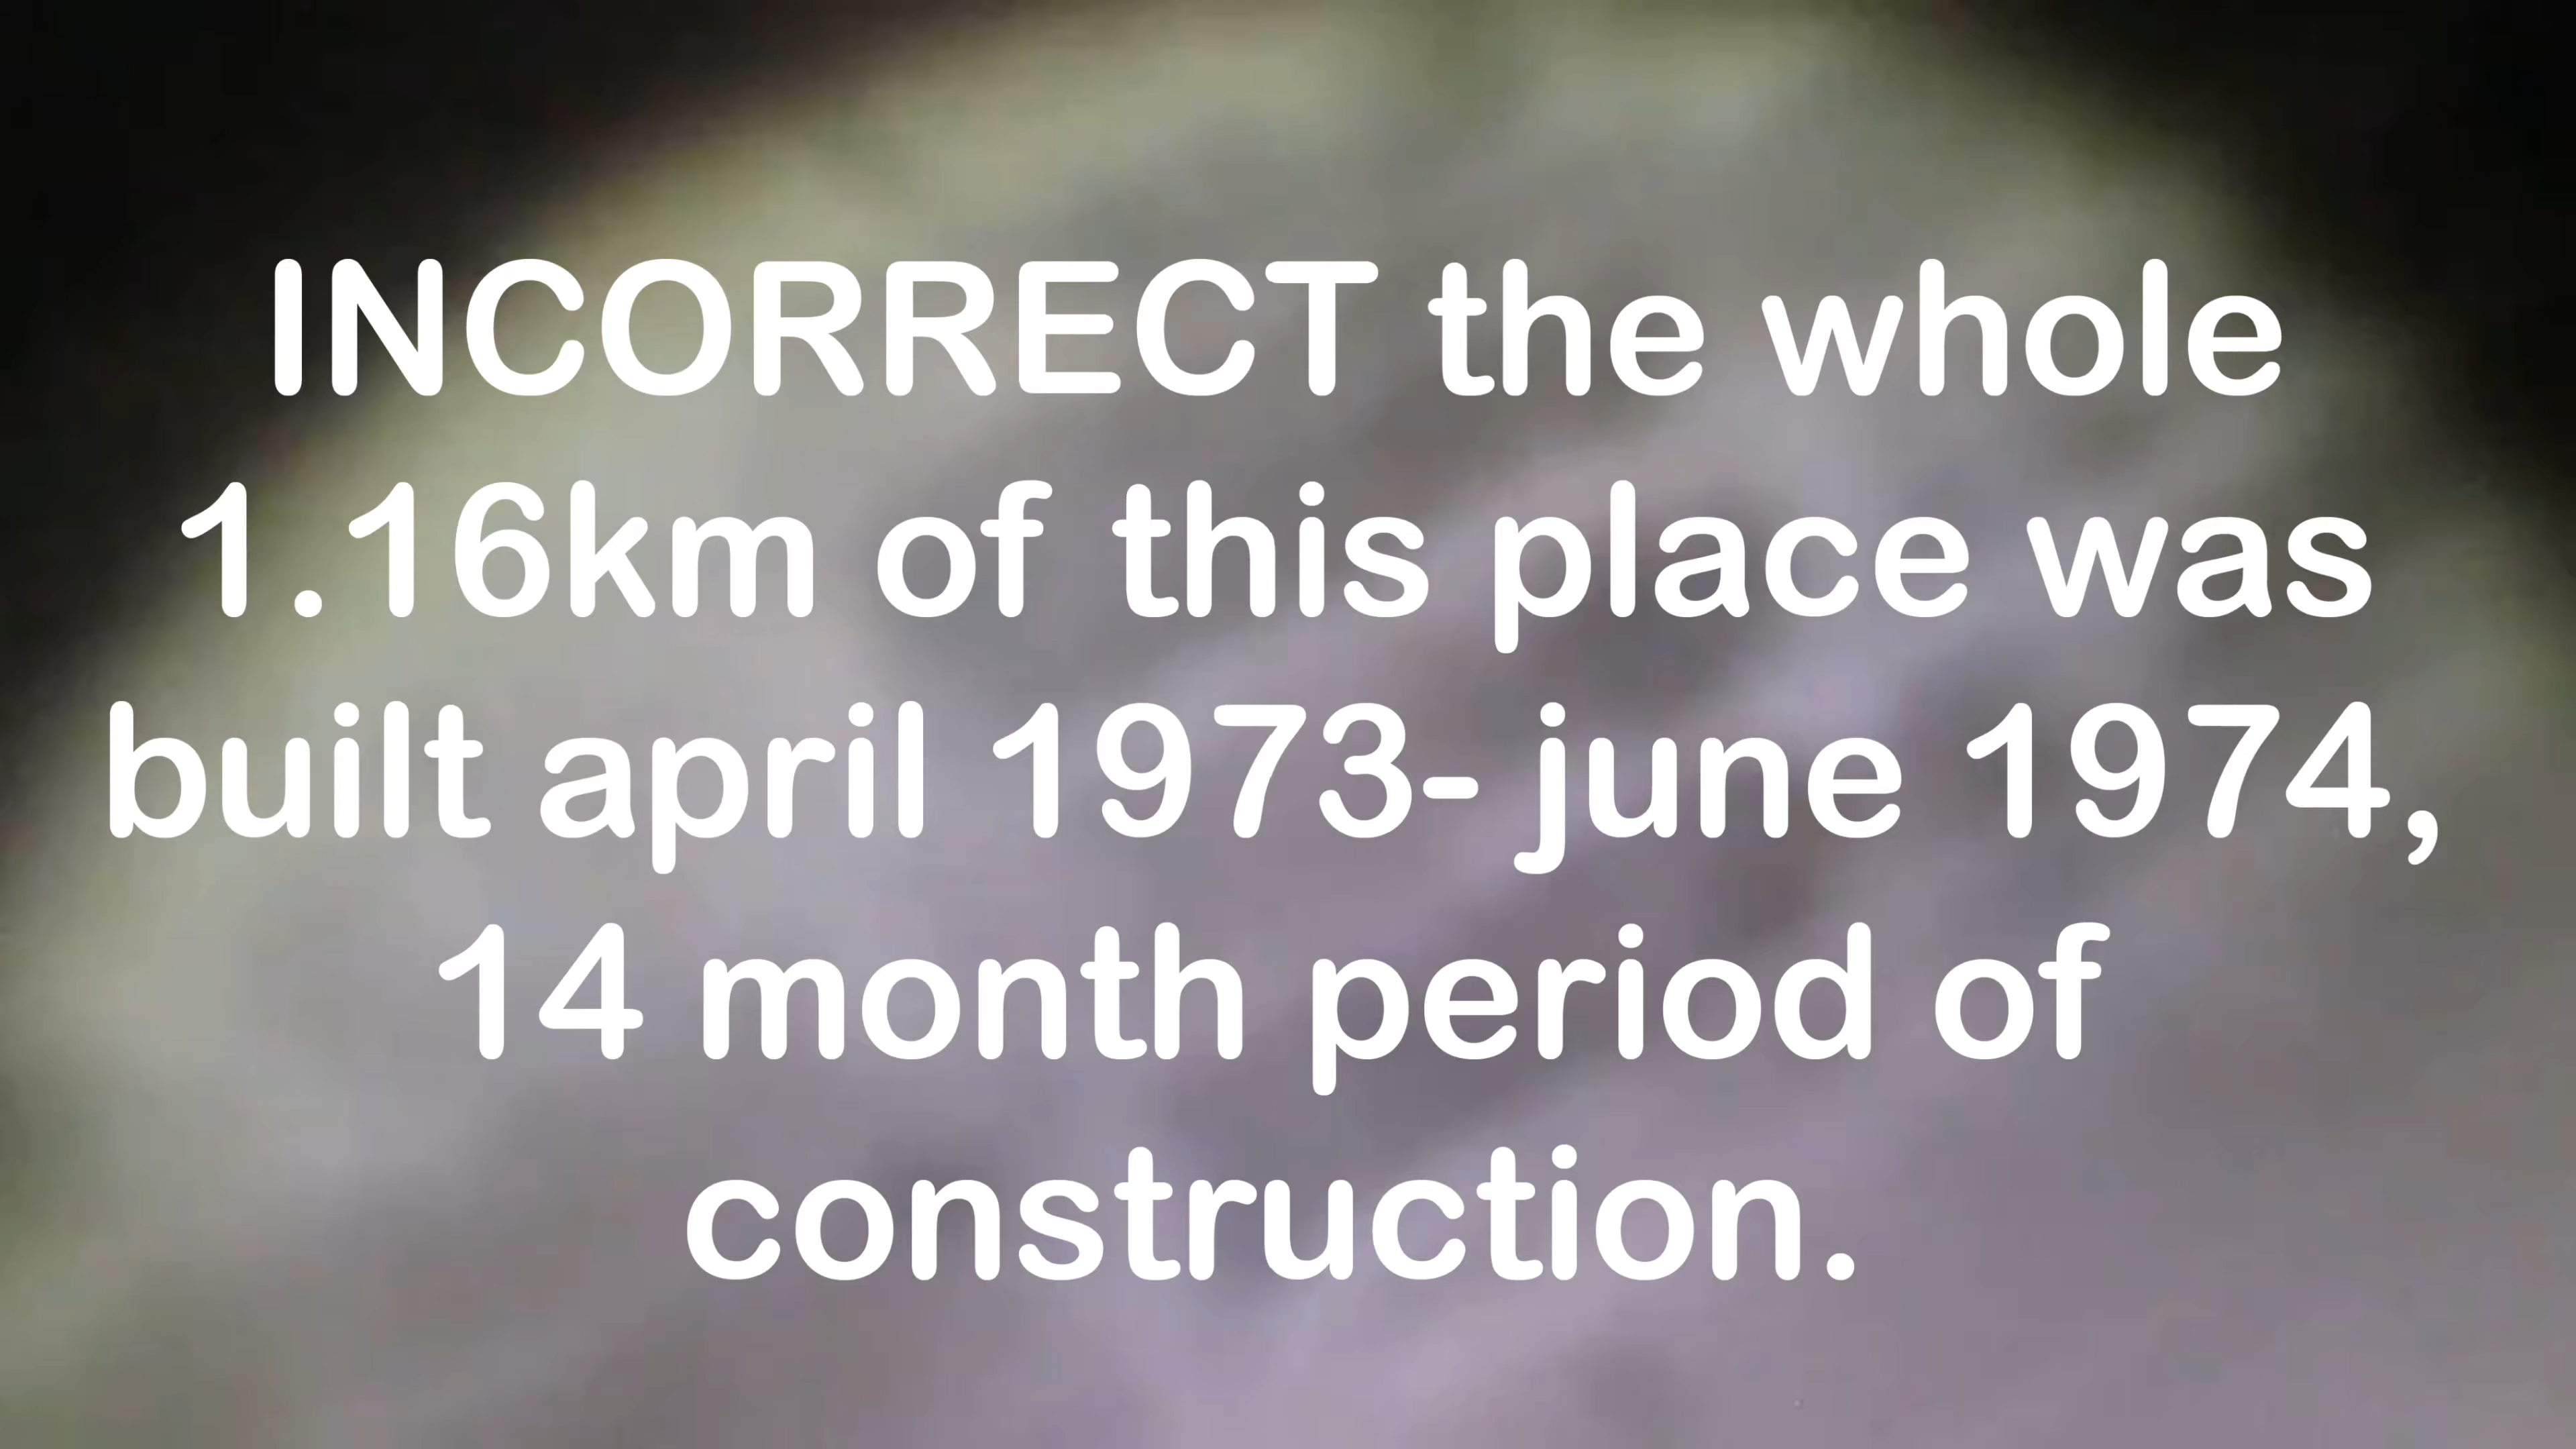 INCORRECT the whole
1.16km of this place was
built april 1973- june 1974,
14 month period of
construction.